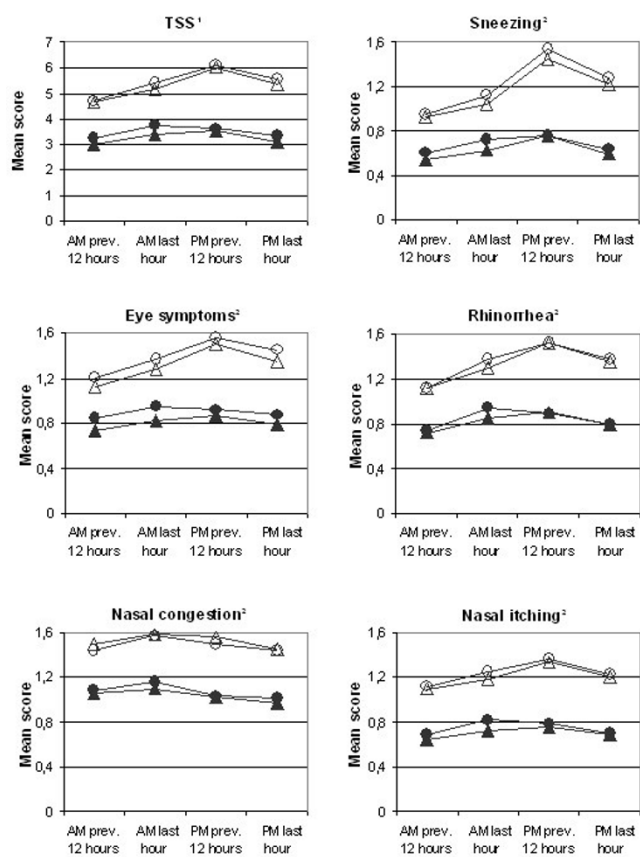 TSS¹
Mean score
7
6
5
4
3
2
1
0
AM prev. 12 hours
AM last hour
PM prev. 12 hours
PM last hour
Sneezing²
Mean score
1,6
1,2
0,8
0,4
0
AM prev. 12 hours
AM last hour
PM prev. 12 hours
PM last hour
Eye symptoms²
Mean score
1,6
1,2
0,8
0,4
0
AM prev. 12 hours
AM last hour
PM prev. 12 hours
PM last hour
Rhinorrhea²
Mean score
1,6
1,2
0,8
0,4
0
AM prev. 12 hours
AM last hour
PM prev. 12 hours
PM last hour
Nasal congestion²
Mean score
1,6
1,2
0,8
0,4
0
AM prev. 12 hours
AM last hour
PM prev. 12 hours
PM last hour
Nasal itching²
Mean score
1,6
1,2
0,8
0,4
0
AM prev. 12 hours
AM last hour
PM prev. 12 hours
PM last hour